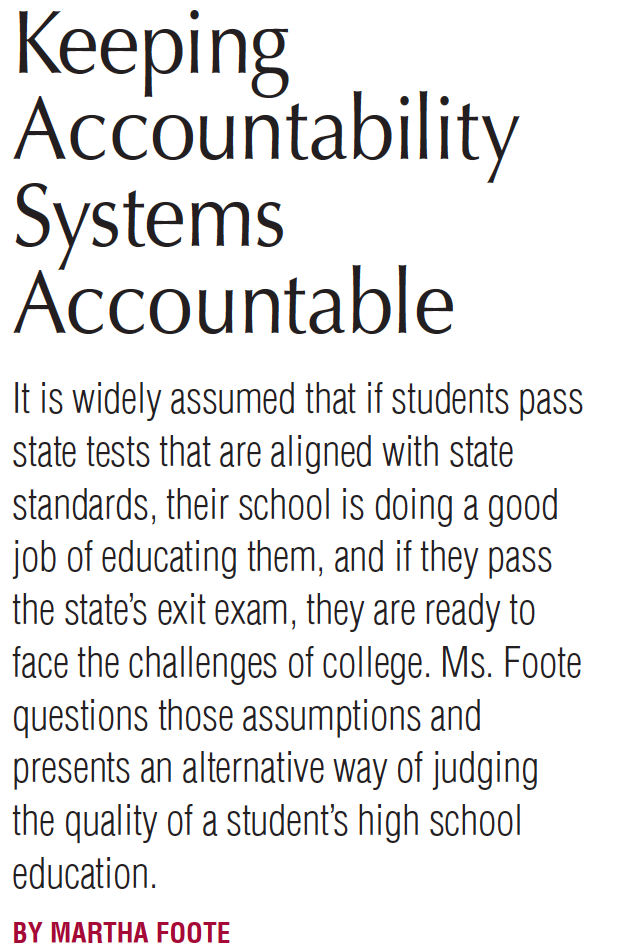 Keeping
Accountability
Systems
Accountable
It is widely assumed that if students pass
state tests that are aligned with state
standards, their school is doing a good
job of educating them, and if they pass
the state’s exit exam, they are ready to
face the challenges of college. Ms. Foote
questions those assumptions and
presents an alternative way of judging
the quality of a student’s high school
education.
BY MARTHA FOOTE